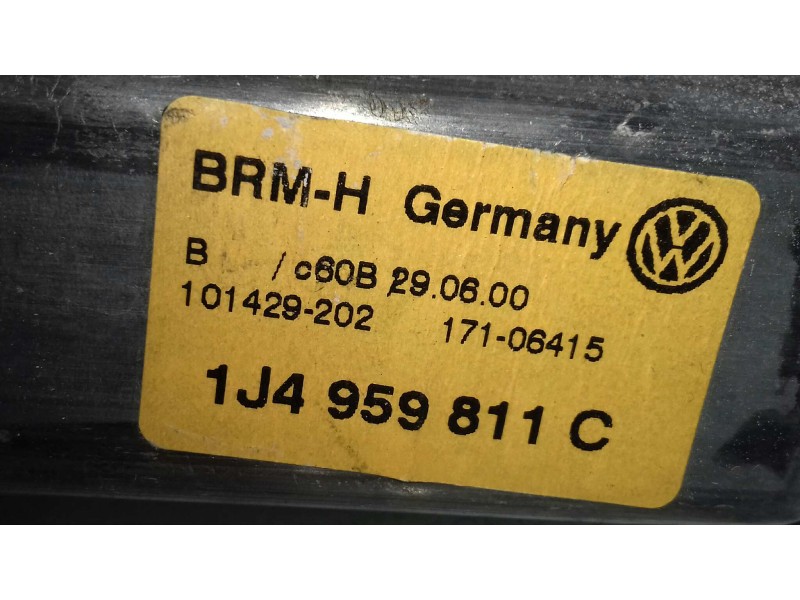 BRM-H Germany
B / c60B 29.06.00
101429-202 171-06415
1J4 959 811 C